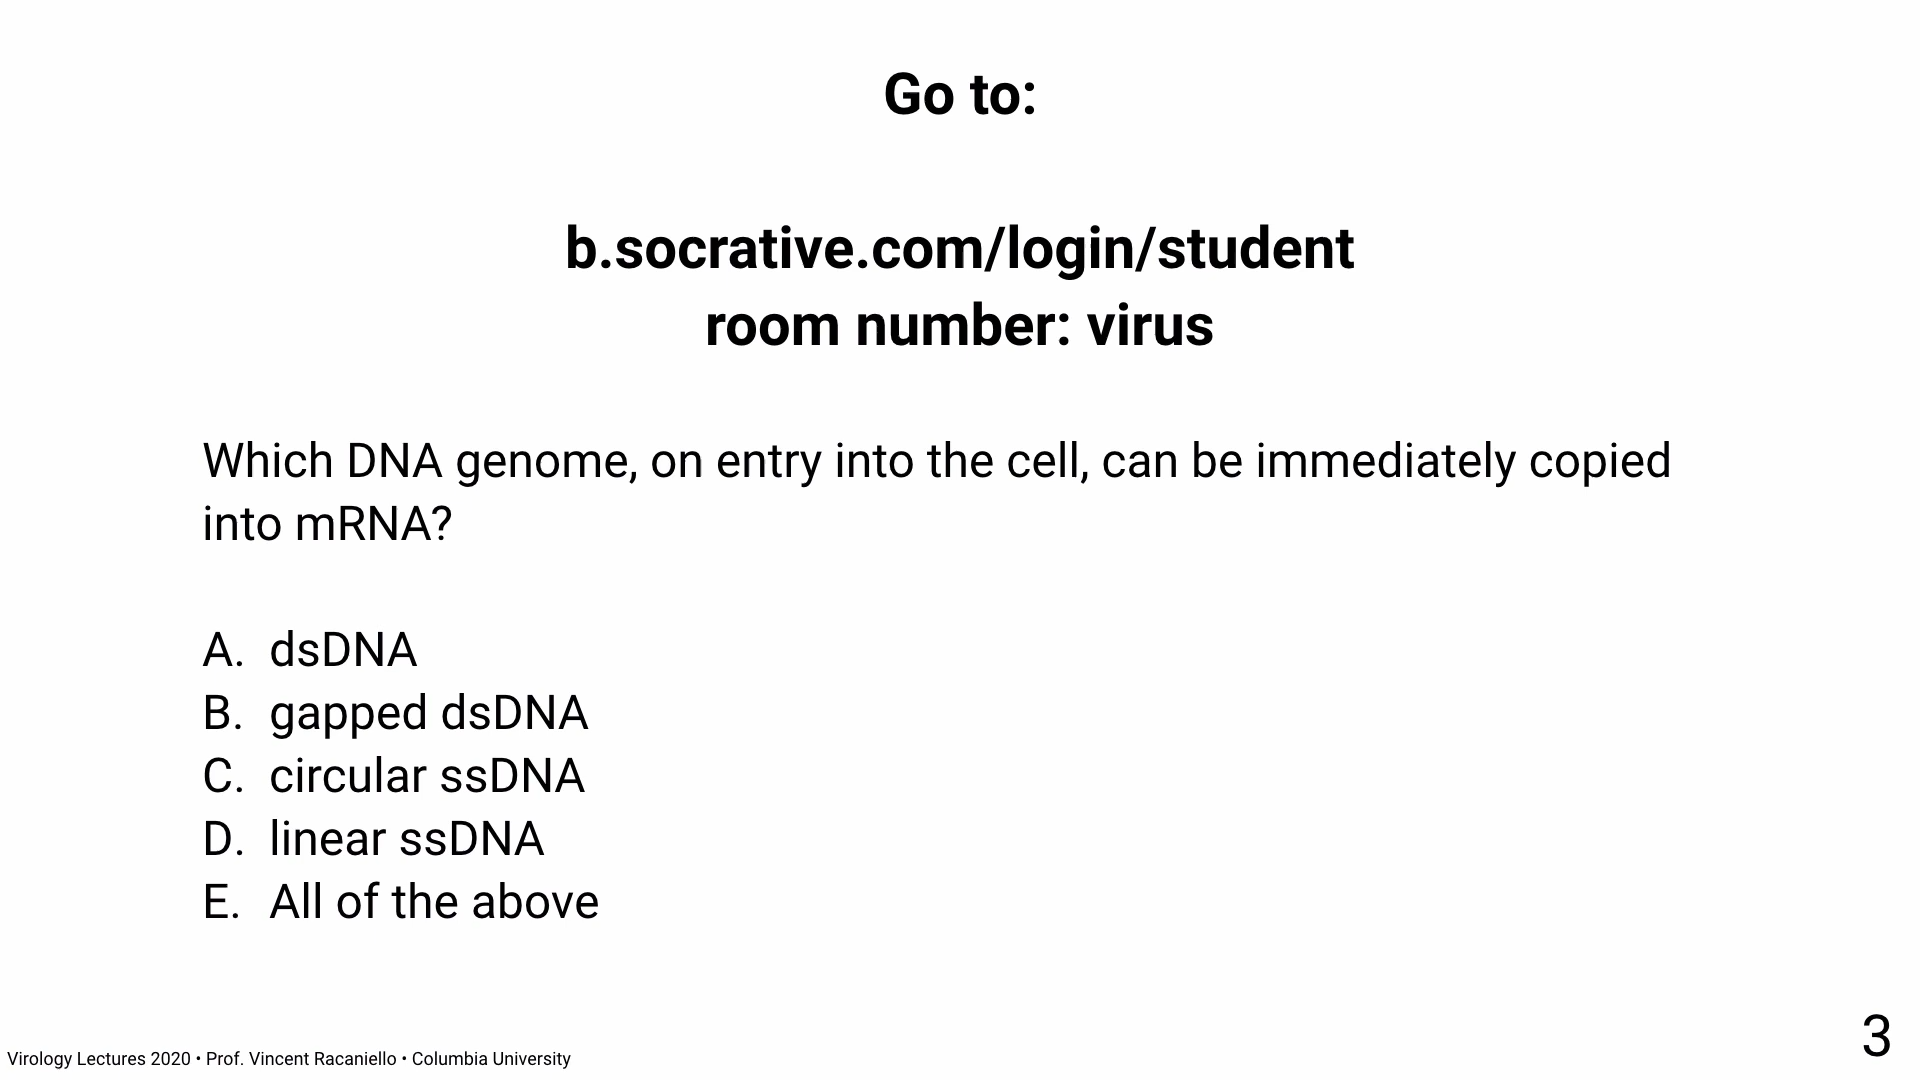 Go to:
b.socrative.com/login/student
room number: virus
Which DNA genome, on entry into the cell, can be immediately copied
into mRNA?
A. dsDNA
B. gapped dsDNA
C. circular ssDNA
D. linear ssDNA
E. All of the above
Virology Lectures 2020 • Prof. Vincent Racaniello • Columbia University
3